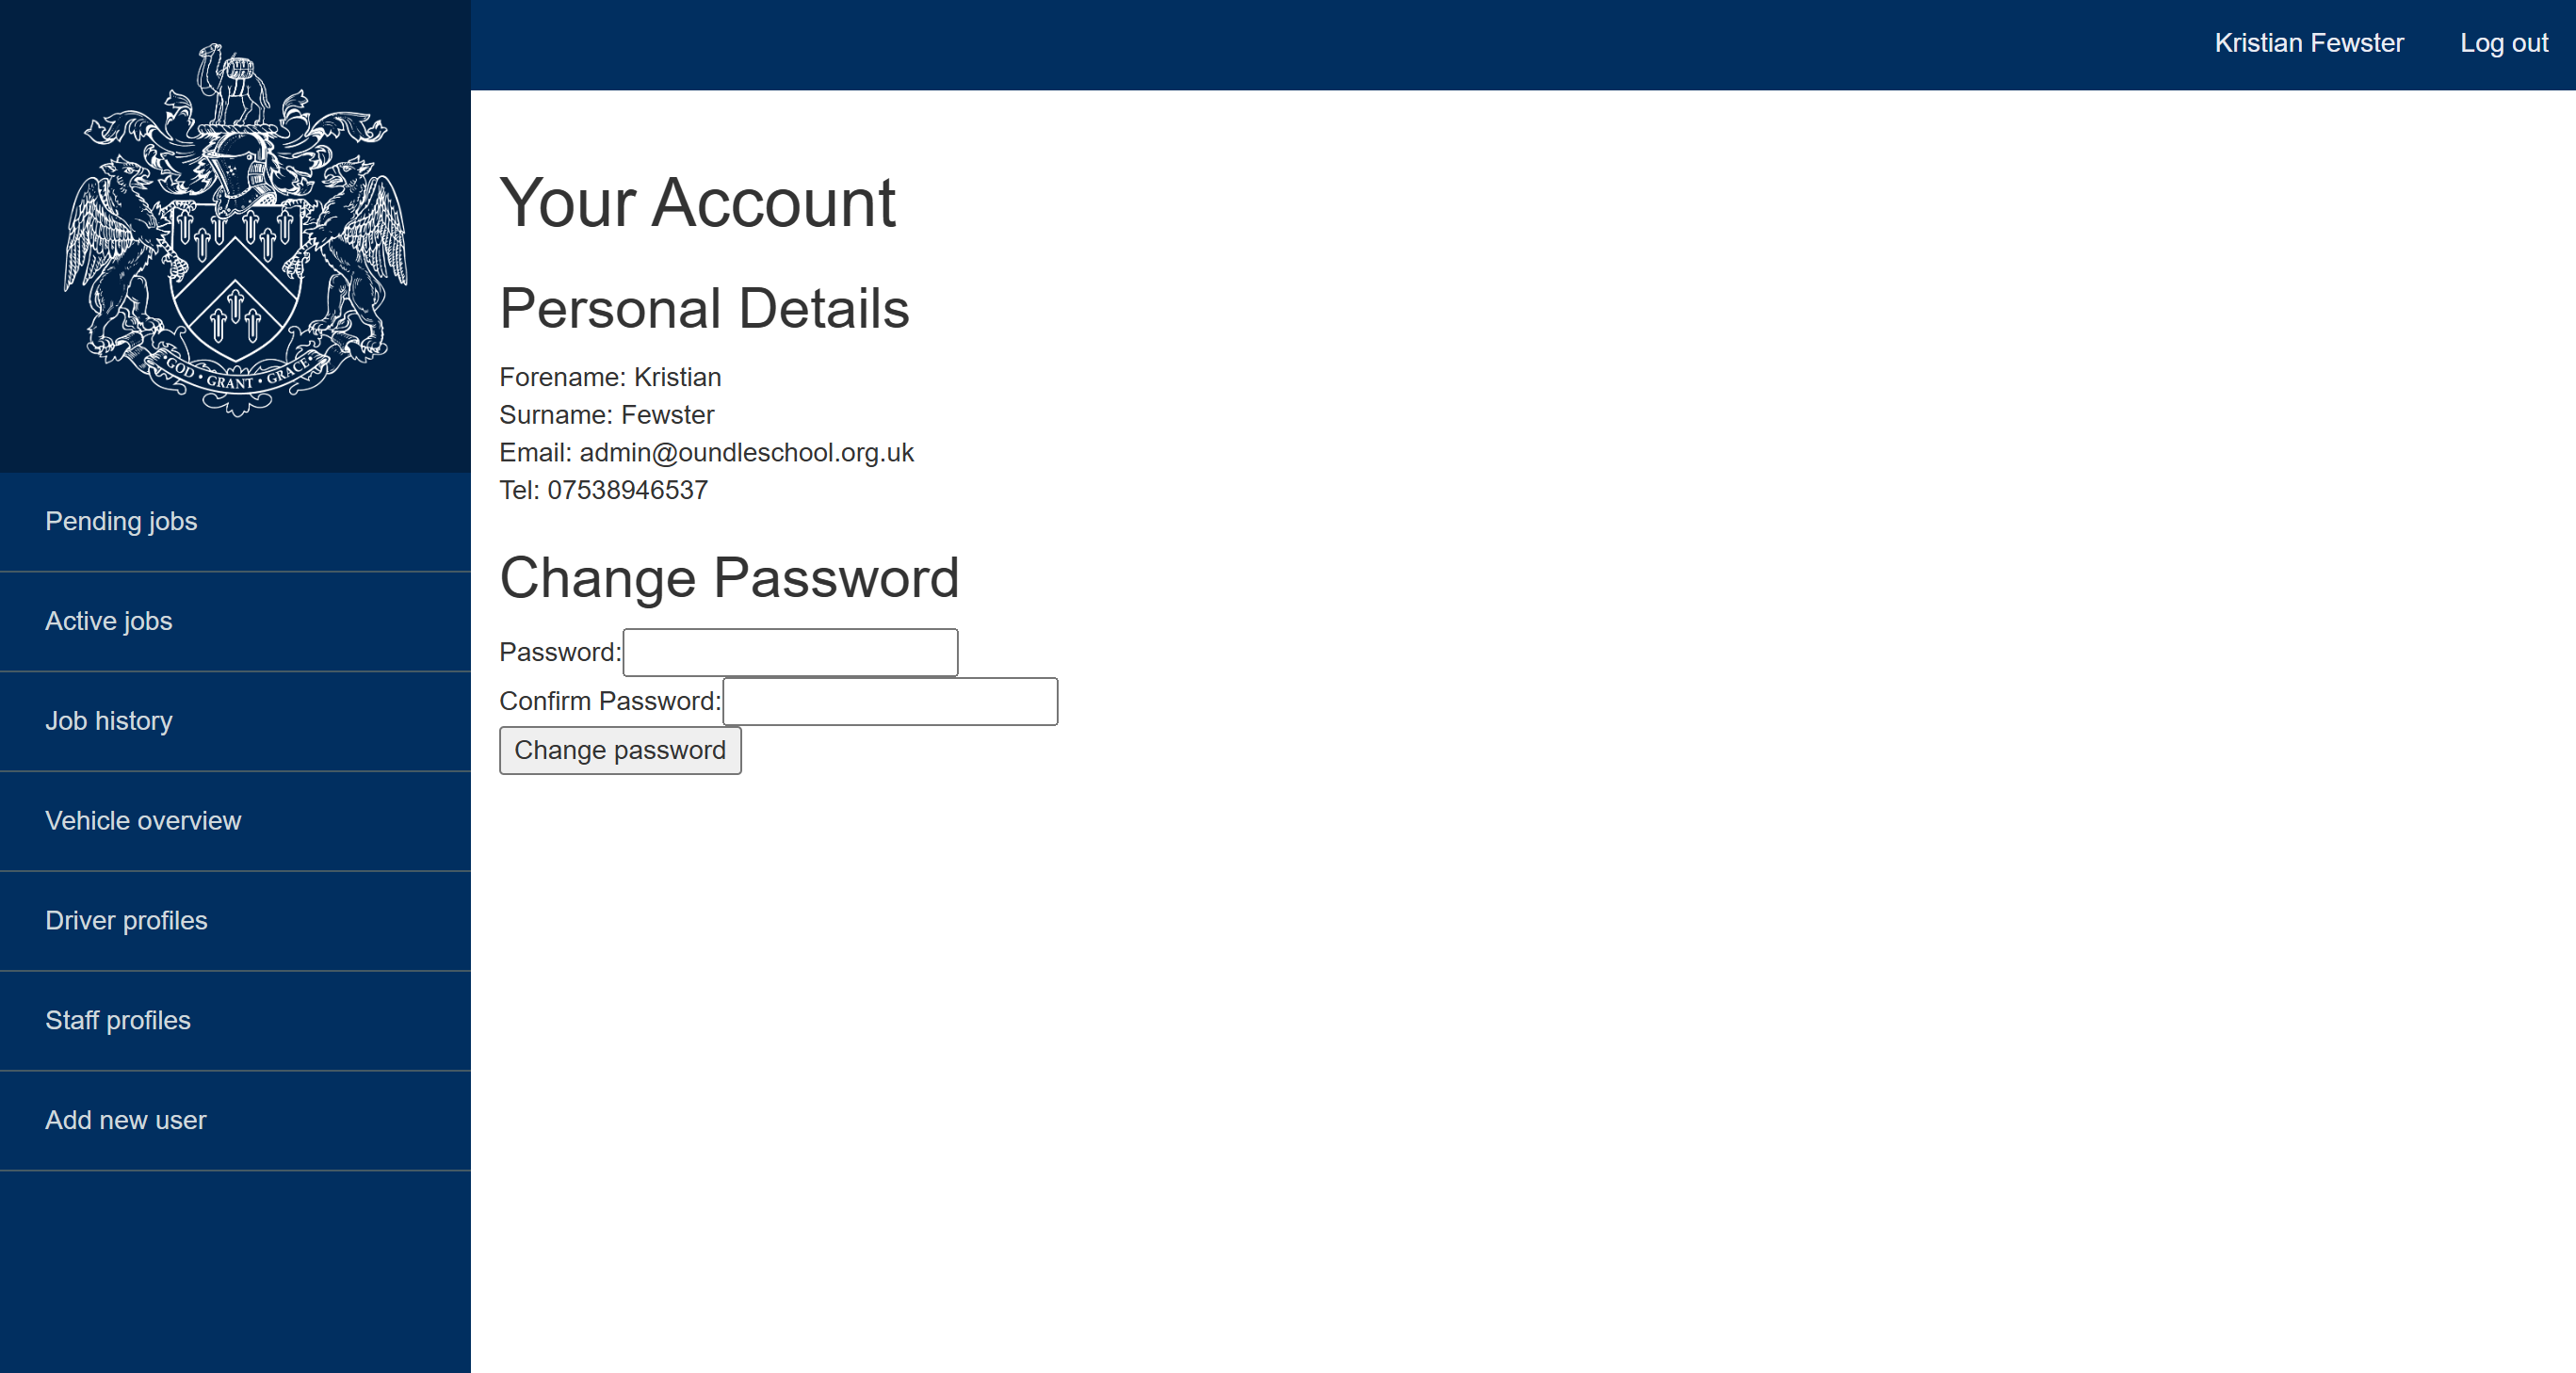 Kristian Fewster Log out
GOD • GRANT • GRACE
Pending jobs
Active jobs
Job history
Vehicle overview
Driver profiles
Staff profiles
Add new user
Your Account
Personal Details
Forename: Kristian
Surname: Fewster
Email: admin@oundleschool.org.uk
Tel: 07538946537
Change Password
Password:
Confirm Password:
Change password